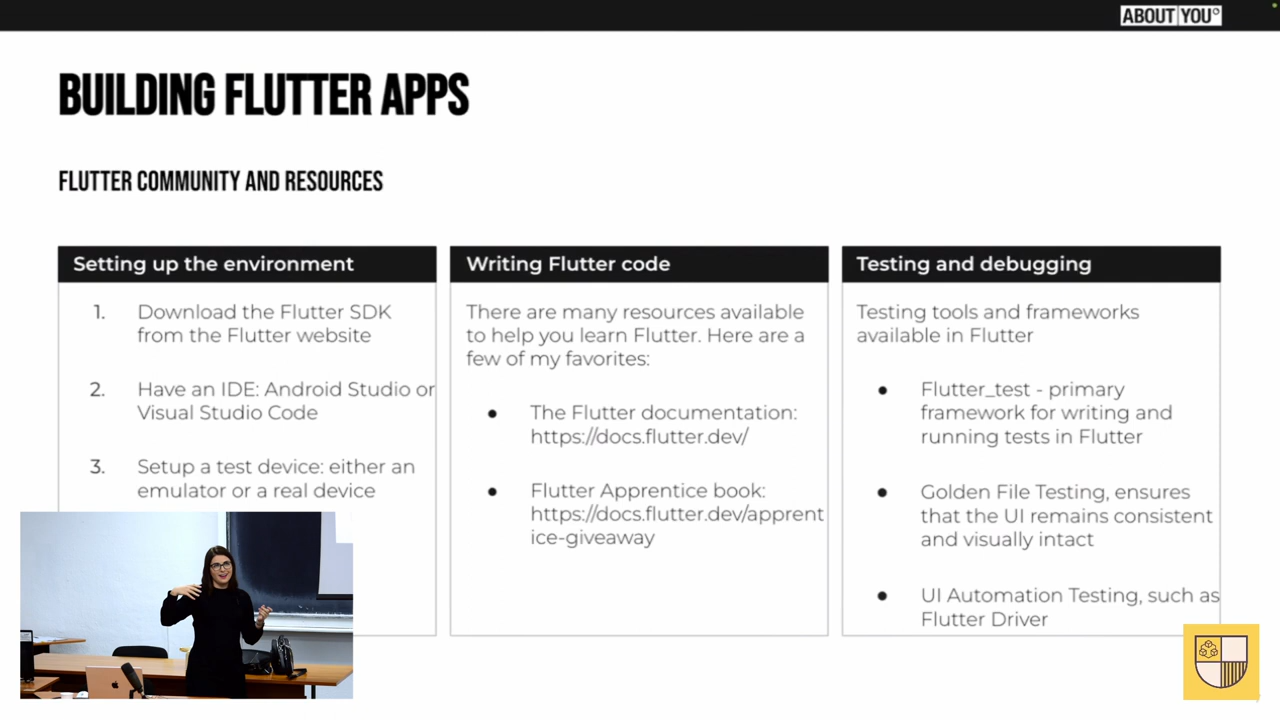 ABOUT YOU°
BUILDING FLUTTER APPS
FLUTTER COMMUNITY AND RESOURCES
Setting up the environment
1. Download the Flutter SDK
from the Flutter website
2. Have an IDE: Android Studio or
Visual Studio Code
3. Setup a test device: either an
emulator or a real device
Writing Flutter code
There are many resources available
to help you learn Flutter. Here are a
few of my favorites:
● The Flutter documentation:
https://docs.flutter.dev/
● Flutter Apprentice book:
https://docs.flutter.dev/apprent
ice-giveaway
Testing and debugging
Testing tools and frameworks
available in Flutter
● Flutter_test - primary
framework for writing and
running tests in Flutter
● Golden File Testing, ensures
that the UI remains consistent
and visually intact
● UI Automation Testing, such as
Flutter Driver